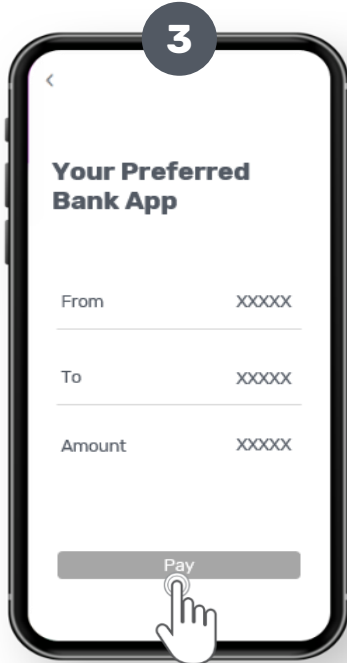 3
<
Your Preferred
Bank App
From XXXXX
To XXXXX
Amount XXXXX
Pay